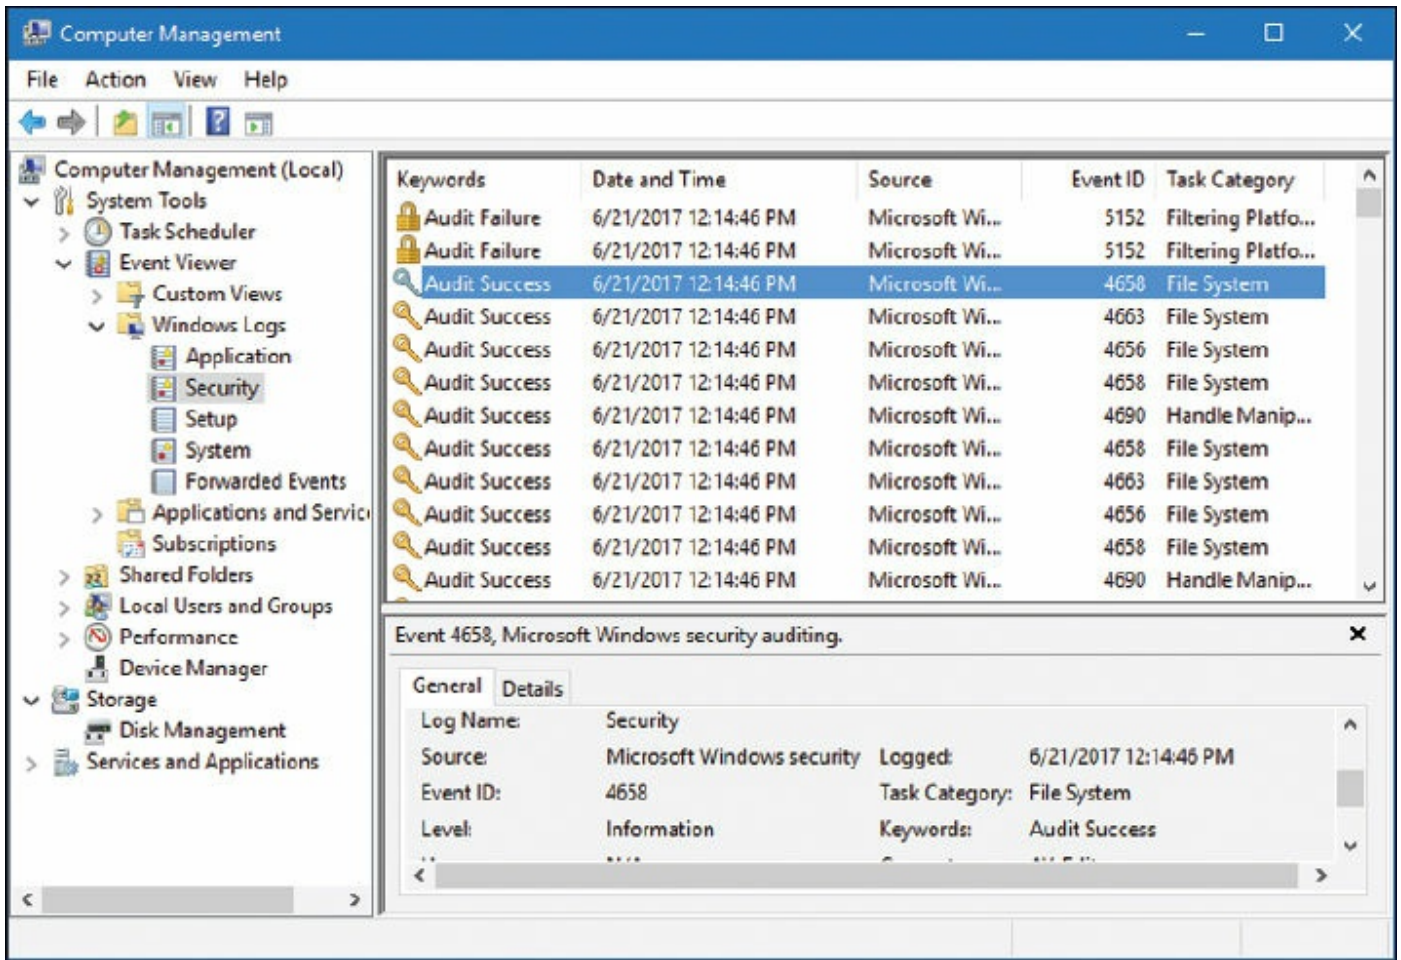 Computer Management
File Action View Help
Computer Management (Local)
System Tools
Task Scheduler
Event Viewer
Custom Views
Windows Logs
Application
Security
Setup
System
Forwarded Events
Applications and Servic
Subscriptions
Shared Folders
Local Users and Groups
Performance
Device Manager
Storage
Disk Management
Services and Applications
Keywords Date and Time Source Event ID Task Category
Audit Failure 6/21/2017 12:14:46 PM Microsoft Wi... 5152 Filtering Platfo...
Audit Failure 6/21/2017 12:14:46 PM Microsoft Wi... 5152 Filtering Platfo...
Audit Success 6/21/2017 12:14:46 PM Microsoft Wi... 4658 File System
Audit Success 6/21/2017 12:14:46 PM Microsoft Wi... 4663 File System
Audit Success 6/21/2017 12:14:46 PM Microsoft Wi... 4656 File System
Audit Success 6/21/2017 12:14:46 PM Microsoft Wi... 4658 File System
Audit Success 6/21/2017 12:14:46 PM Microsoft Wi... 4690 Handle Manip...
Audit Success 6/21/2017 12:14:46 PM Microsoft Wi... 4658 File System
Audit Success 6/21/2017 12:14:46 PM Microsoft Wi... 4663 File System
Audit Success 6/21/2017 12:14:46 PM Microsoft Wi... 4656 File System
Audit Success 6/21/2017 12:14:46 PM Microsoft Wi... 4658 File System
Audit Success 6/21/2017 12:14:46 PM Microsoft Wi... 4690 Handle Manip...
Event 4658, Microsoft Windows security auditing.
General Details
Log Name: Security
Source: Microsoft Windows security Logged: 6/21/2017 12:14:46 PM
Event ID: 4658 Task Category: File System
Level: Information Keywords: Audit Success